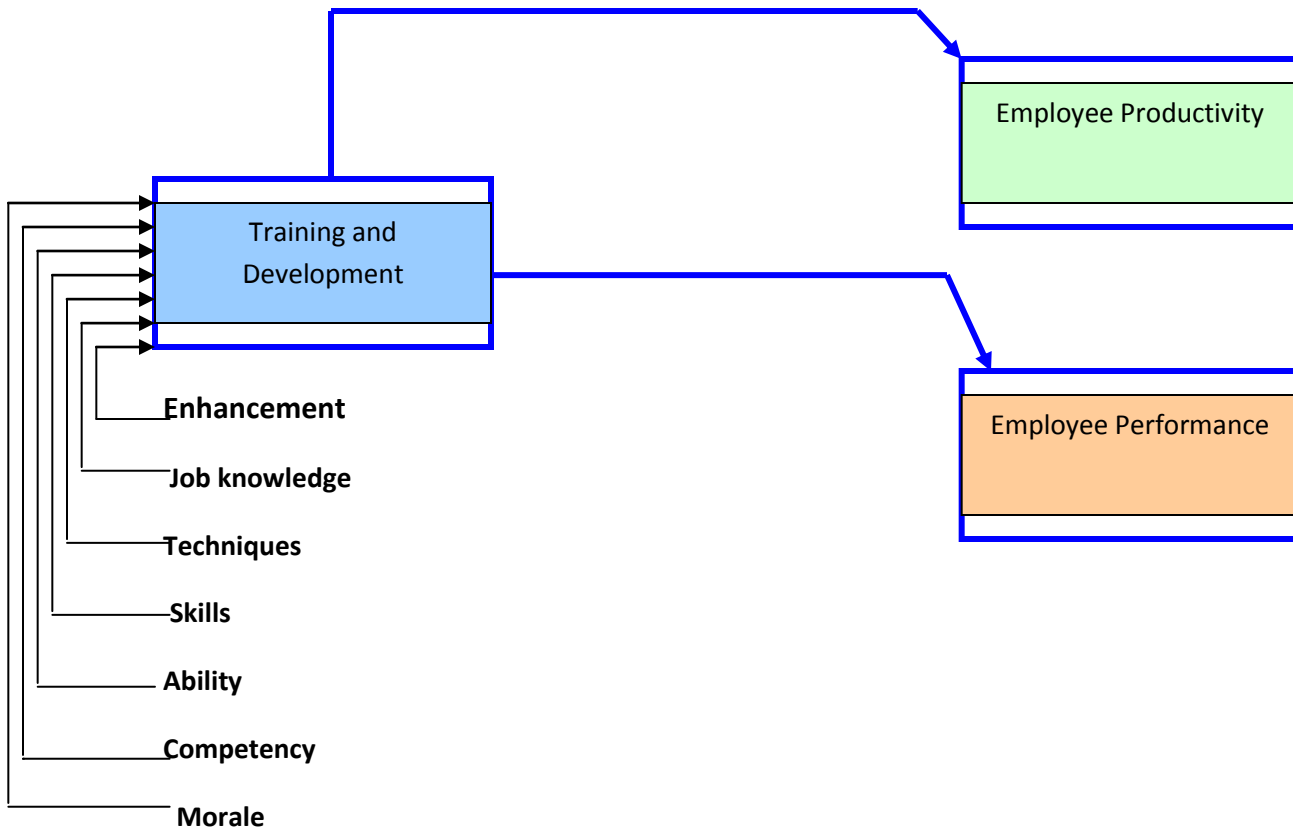 Employee Productivity
Training and
Development
Employee Performance
Enhancement
Job knowledge
Techniques
Skills
Ability
Competency
Morale